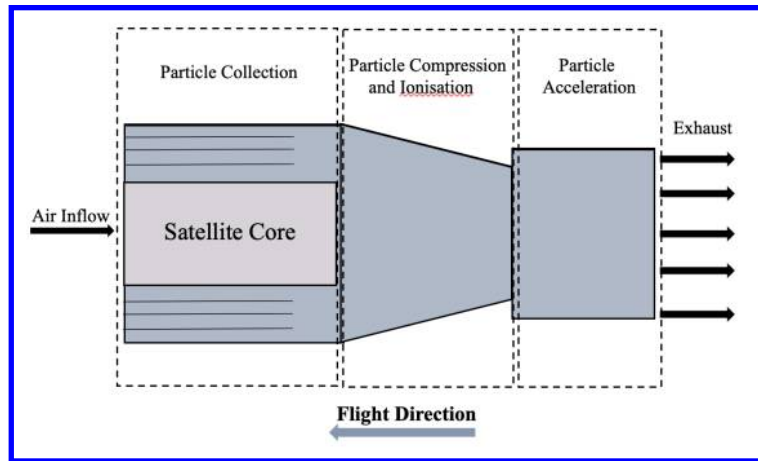 Particle Collection
Particle Compression
and Ionisation
Particle
Acceleration
Exhaust
Air Inflow
Satellite Core
Flight Direction